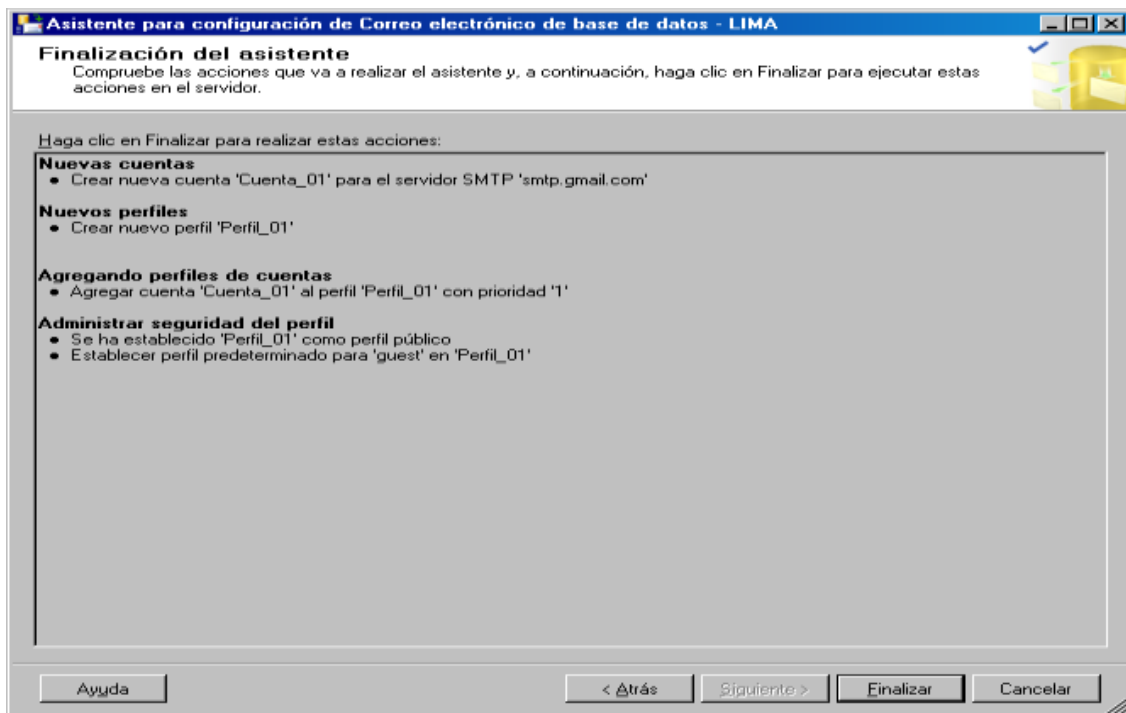 Asistente para configuración de Correo electrónico de base de datos - LIMA
Finalización del asistente
Compruebe las acciones que va a realizar el asistente y, a continuación, haga clic en Finalizar para ejecutar estas
acciones en el servidor.
Haga clic en Finalizar para realizar estas acciones:
Nuevas cuentas
● Crear nueva cuenta 'Cuenta_01' para el servidor SMTP 'smtp.gmail.com'
Nuevos perfiles
● Crear nuevo perfil 'Perfil_01'
Agregando perfiles de cuentas
● Agregar cuenta 'Cuenta_01' al perfil 'Perfil_01' con prioridad '1'
Administrar seguridad del perfil
● Se ha establecido 'Perfil_01' como perfil público
● Establecer perfil predeterminado para 'guest' en 'Perfil_01'
Ayuda
< Atrás
Siguiente >
Finalizar
Cancelar